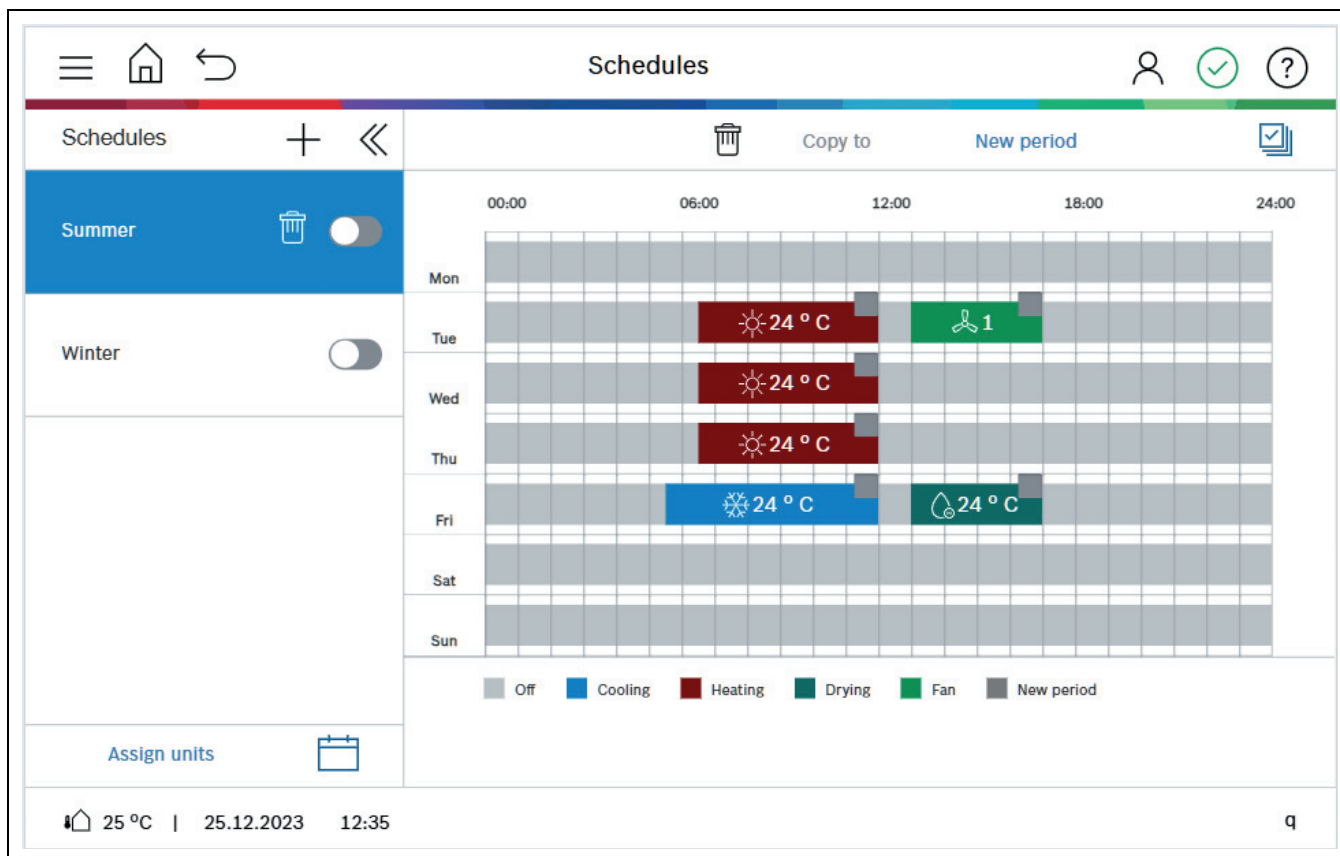 Schedules
?
Schedules
Copy to
New period
Summer
Winter
00:00 06:00 12:00 18:00 24:00
Mon
Tue
24 ° C
1
Wed
24 ° C
Thu
24 ° C
Fri
24 ° C
24 ° C
Sat
Sun
Off Cooling Heating Drying Fan New period
Assign units
25 °C | 25.12.2023 12:35
q